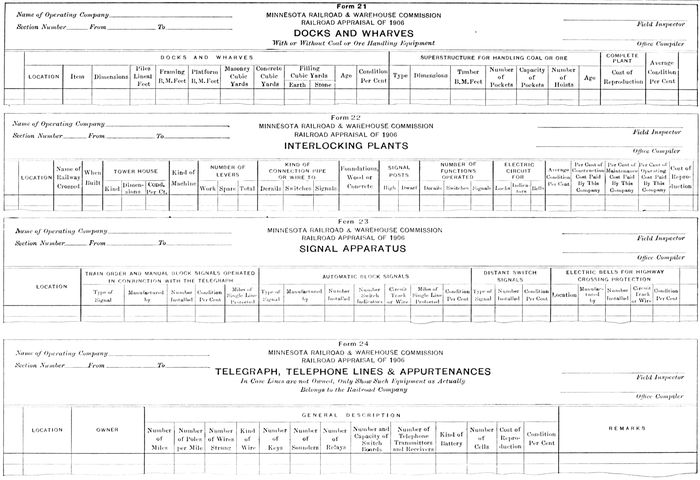 Form 21
MINNESOTA RAILROAD & WAREHOUSE COMMISSION
RAILROAD APPRAISAL OF 1906
DOCKS AND WHARVES
With or Without Coal or Ore Handling Equipment
Name of Operating Company
Section Number From To
Field Inspector
Office Compiler
DOCKS AND WHARVES SUPERSTRUCTURE FOR HANDLING COAL OR ORE COMPLETE PLANT
LOCATION Item Dimensions Piles Lineal Feet Framing B.M. Feet Platform B.M. Feet Masonry Cubic Yards Concrete Cubic Yards Filling Cubic Yards Earth Stone Age Condition Per Cent Type Dimensions Timber B.M. Feet Number of Pockets Capacity of Pockets Number of Hoists Age Cost of Reproduction Average Condition Per Cent
Form 22
MINNESOTA RAILROAD & WAREHOUSE COMMISSION
RAILROAD APPRAISAL OF 1906
INTERLOCKING PLANTS
Name of Operating Company
Section Number From To
Field Inspector
Office Compiler
LOCATION Name of Railway Crossed When Built TOWER HOUSE Kind Dimensions Cond. Per Ct. Kind of Machine NUMBER OF LEVERS Work Spare Total KIND OF CONNECTION PIPE OR WIRE TO Derails Switches Signals Foundations, Wood or Concrete SIGNAL POSTS High Dwarf NUMBER OF FUNCTIONS OPERATED Derails Switches Signals ELECTRIC CIRCUIT FOR Locks Indicators Bells Average Condition Per Cent Per Cent of Construction Cost Paid By This Company Per Cent of Maintenance Cost Paid By This Company Per Cent of Operating Cost Paid By This Company Cost of Reproduction
Form 23
MINNESOTA RAILROAD & WAREHOUSE COMMISSION
RAILROAD APPRAISAL OF 1906
SIGNAL APPARATUS
Name of Operating Company
Section Number From To
Field Inspector
Office Compiler
LOCATION TRAIN ORDER AND MANUAL BLOCK SIGNALS OPERATED IN CONJUNCTION WITH THE TELEGRAPH AUTOMATIC BLOCK SIGNALS DISTANT SWITCH SIGNALS ELECTRIC BELLS FOR HIGHWAY CROSSING PROTECTION
Type of Signal Manufactured by Number Installed Condition Per Cent Miles of Single Line Protected Type of Signal Manufactured by Number Installed Number Switch Indicators Circuit Track or Wire Miles of Single Line Protected Condition Per Cent Type of Signal Number Installed Condition Per Cent Location Manufactured by Number Installed Circuit Track or Wire Condition Per Cent
Form 24
MINNESOTA RAILROAD & WAREHOUSE COMMISSION
RAILROAD APPRAISAL OF 1906
TELEGRAPH, TELEPHONE LINES & APPURTENANCES
In Case Lines are not Owned, Only Show Such Equipment as Actually
Belongs to the Railroad Company
Name of Operating Company
Section Number From To
Field Inspector
Office Compiler
GENERAL DESCRIPTION
LOCATION OWNER Number of Miles Number of Poles per Mile Number of Wires Strung Kind of Wire Number of Keys Number of Sounders Number of Relays Number and Capacity of Switch Boards Number of Telephone Transmitters and Receivers Kind of Battery Number of Cells Cost of Reproduction Condition Per Cent REMARKS